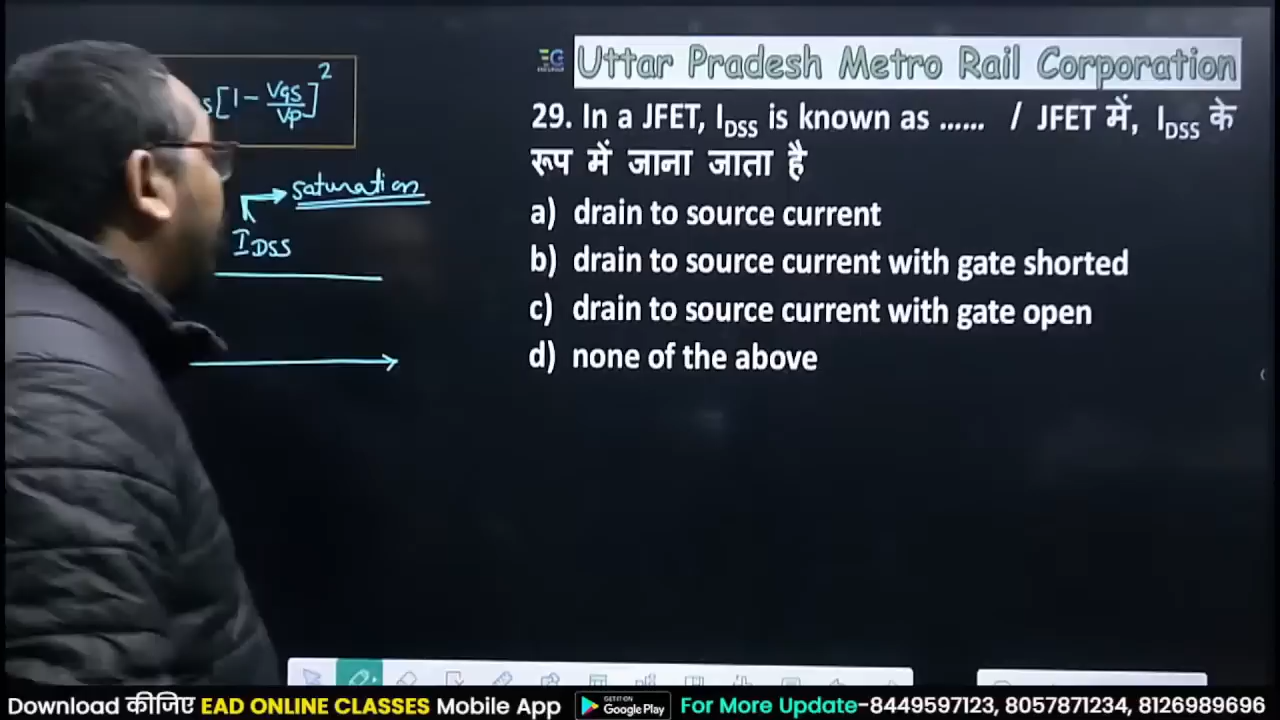 Uttar Pradesh Metro Rail Corporation
s[1-Vgs/Vp]²
29. In a JFET, IDSS is known as ...... / JFET में, IDSS के
रूप में जाना जाता है
saturation
IDSS
a) drain to source current
b) drain to source current with gate shorted
c) drain to source current with gate open
d) none of the above
Download कीजिए EAD ONLINE CLASSES Mobile App GET IT ON Google Play For More Update-8449597123, 8057871234, 8126989696